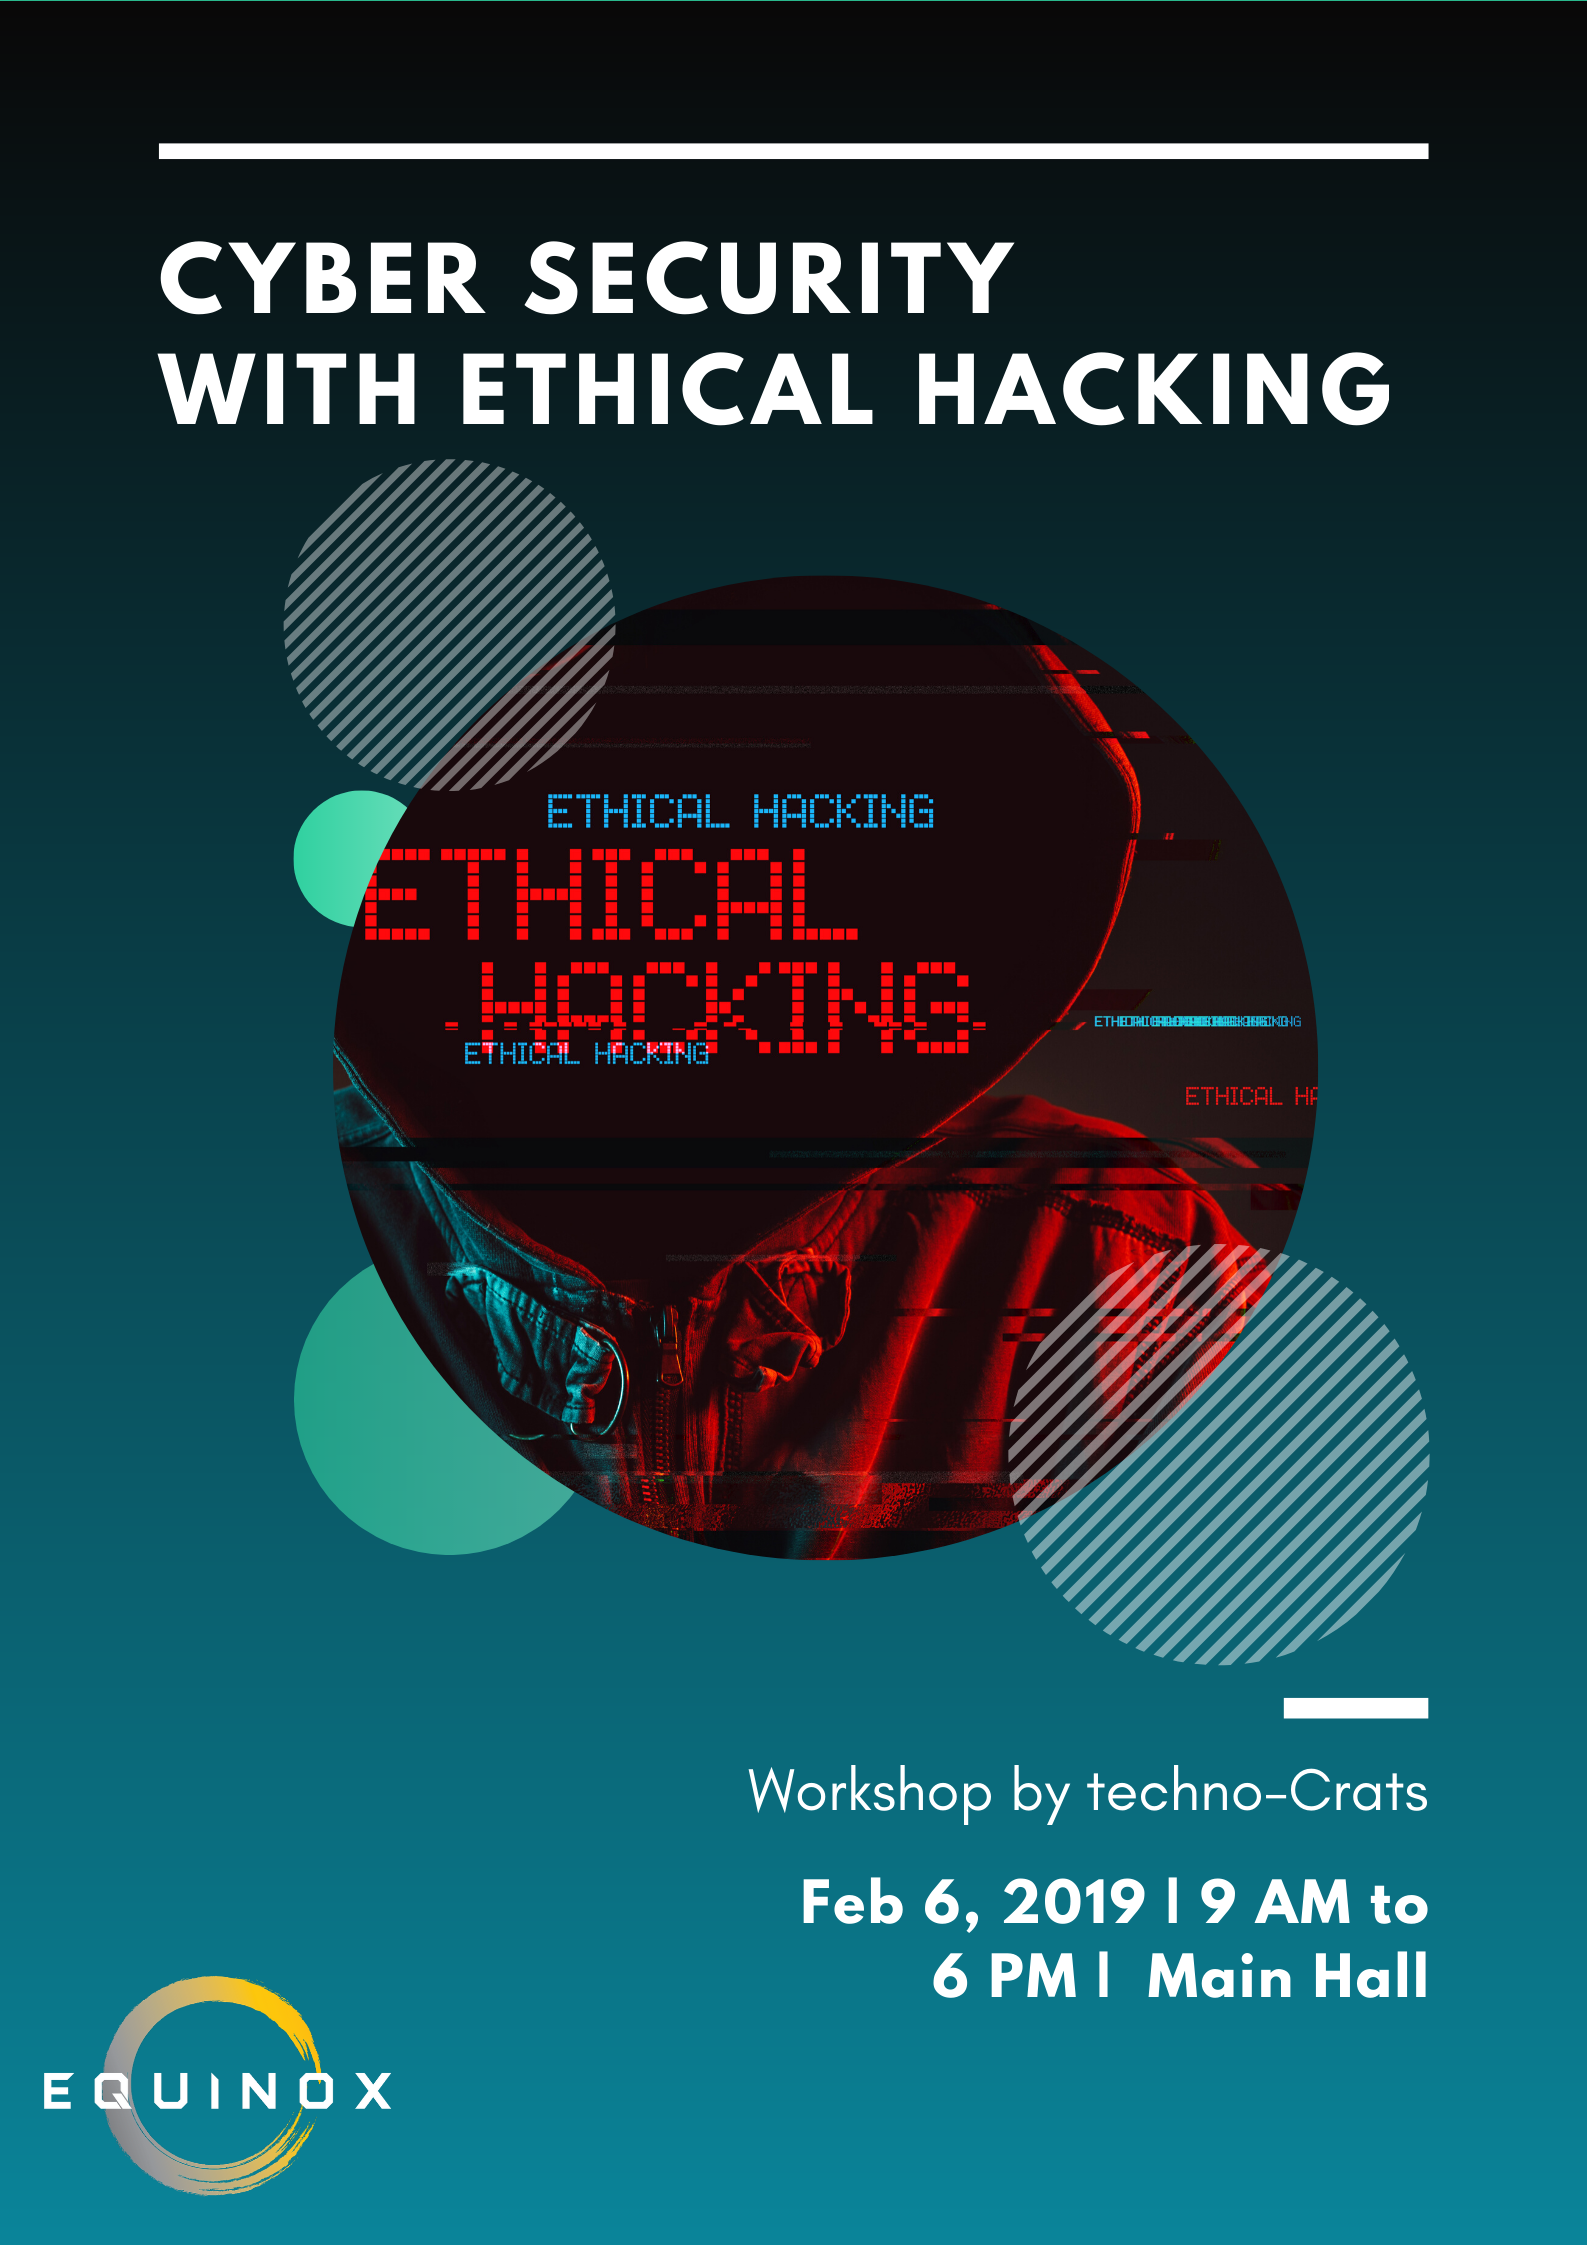 CYBER SECURITY
WITH ETHICAL HACKING
ETHICAL HACKING
ETHICAL
HACKING
ETHICAL HACKING
ETHICAL HA
Workshop by techno-Crats
Feb 6, 2019 | 9 AM to
6 PM | Main Hall
EQUINOX